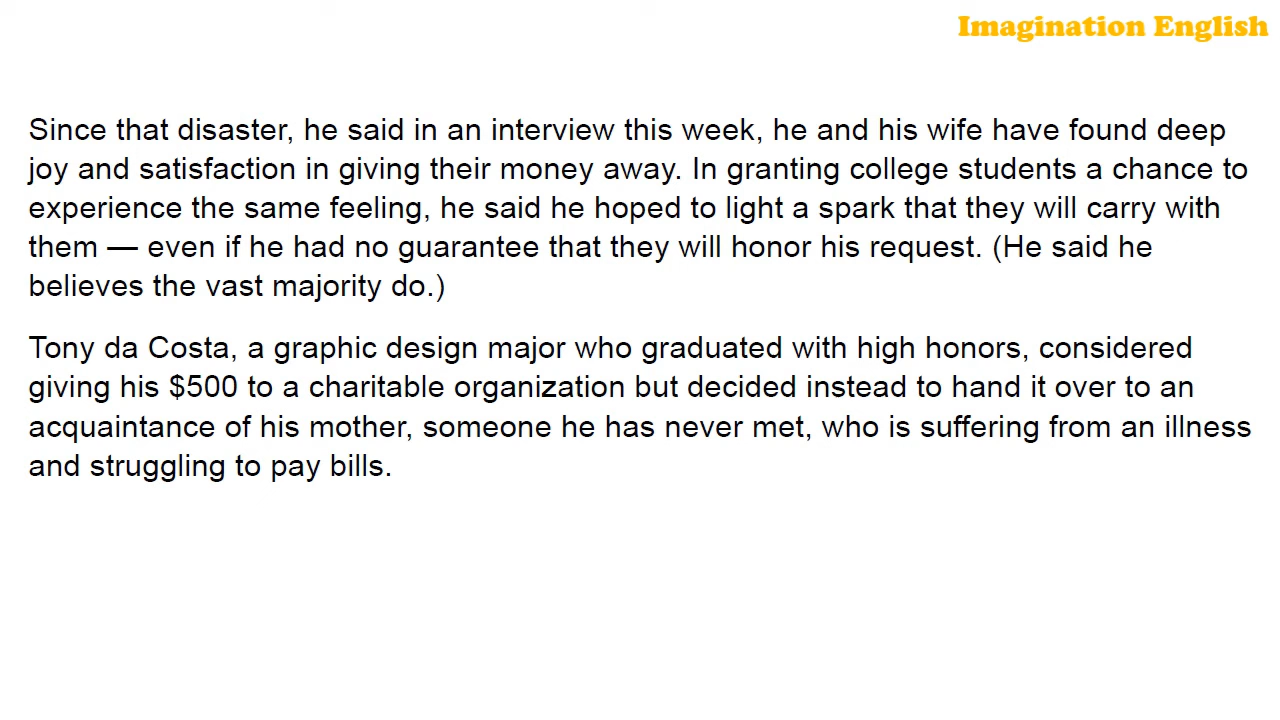 Imagination English
Since that disaster, he said in an interview this week, he and his wife have found deep
joy and satisfaction in giving their money away. In granting college students a chance to
experience the same feeling, he said he hoped to light a spark that they will carry with
them — even if he had no guarantee that they will honor his request. (He said he
believes the vast majority do.)
Tony da Costa, a graphic design major who graduated with high honors, considered
giving his $500 to a charitable organization but decided instead to hand it over to an
acquaintance of his mother, someone he has never met, who is suffering from an illness
and struggling to pay bills.